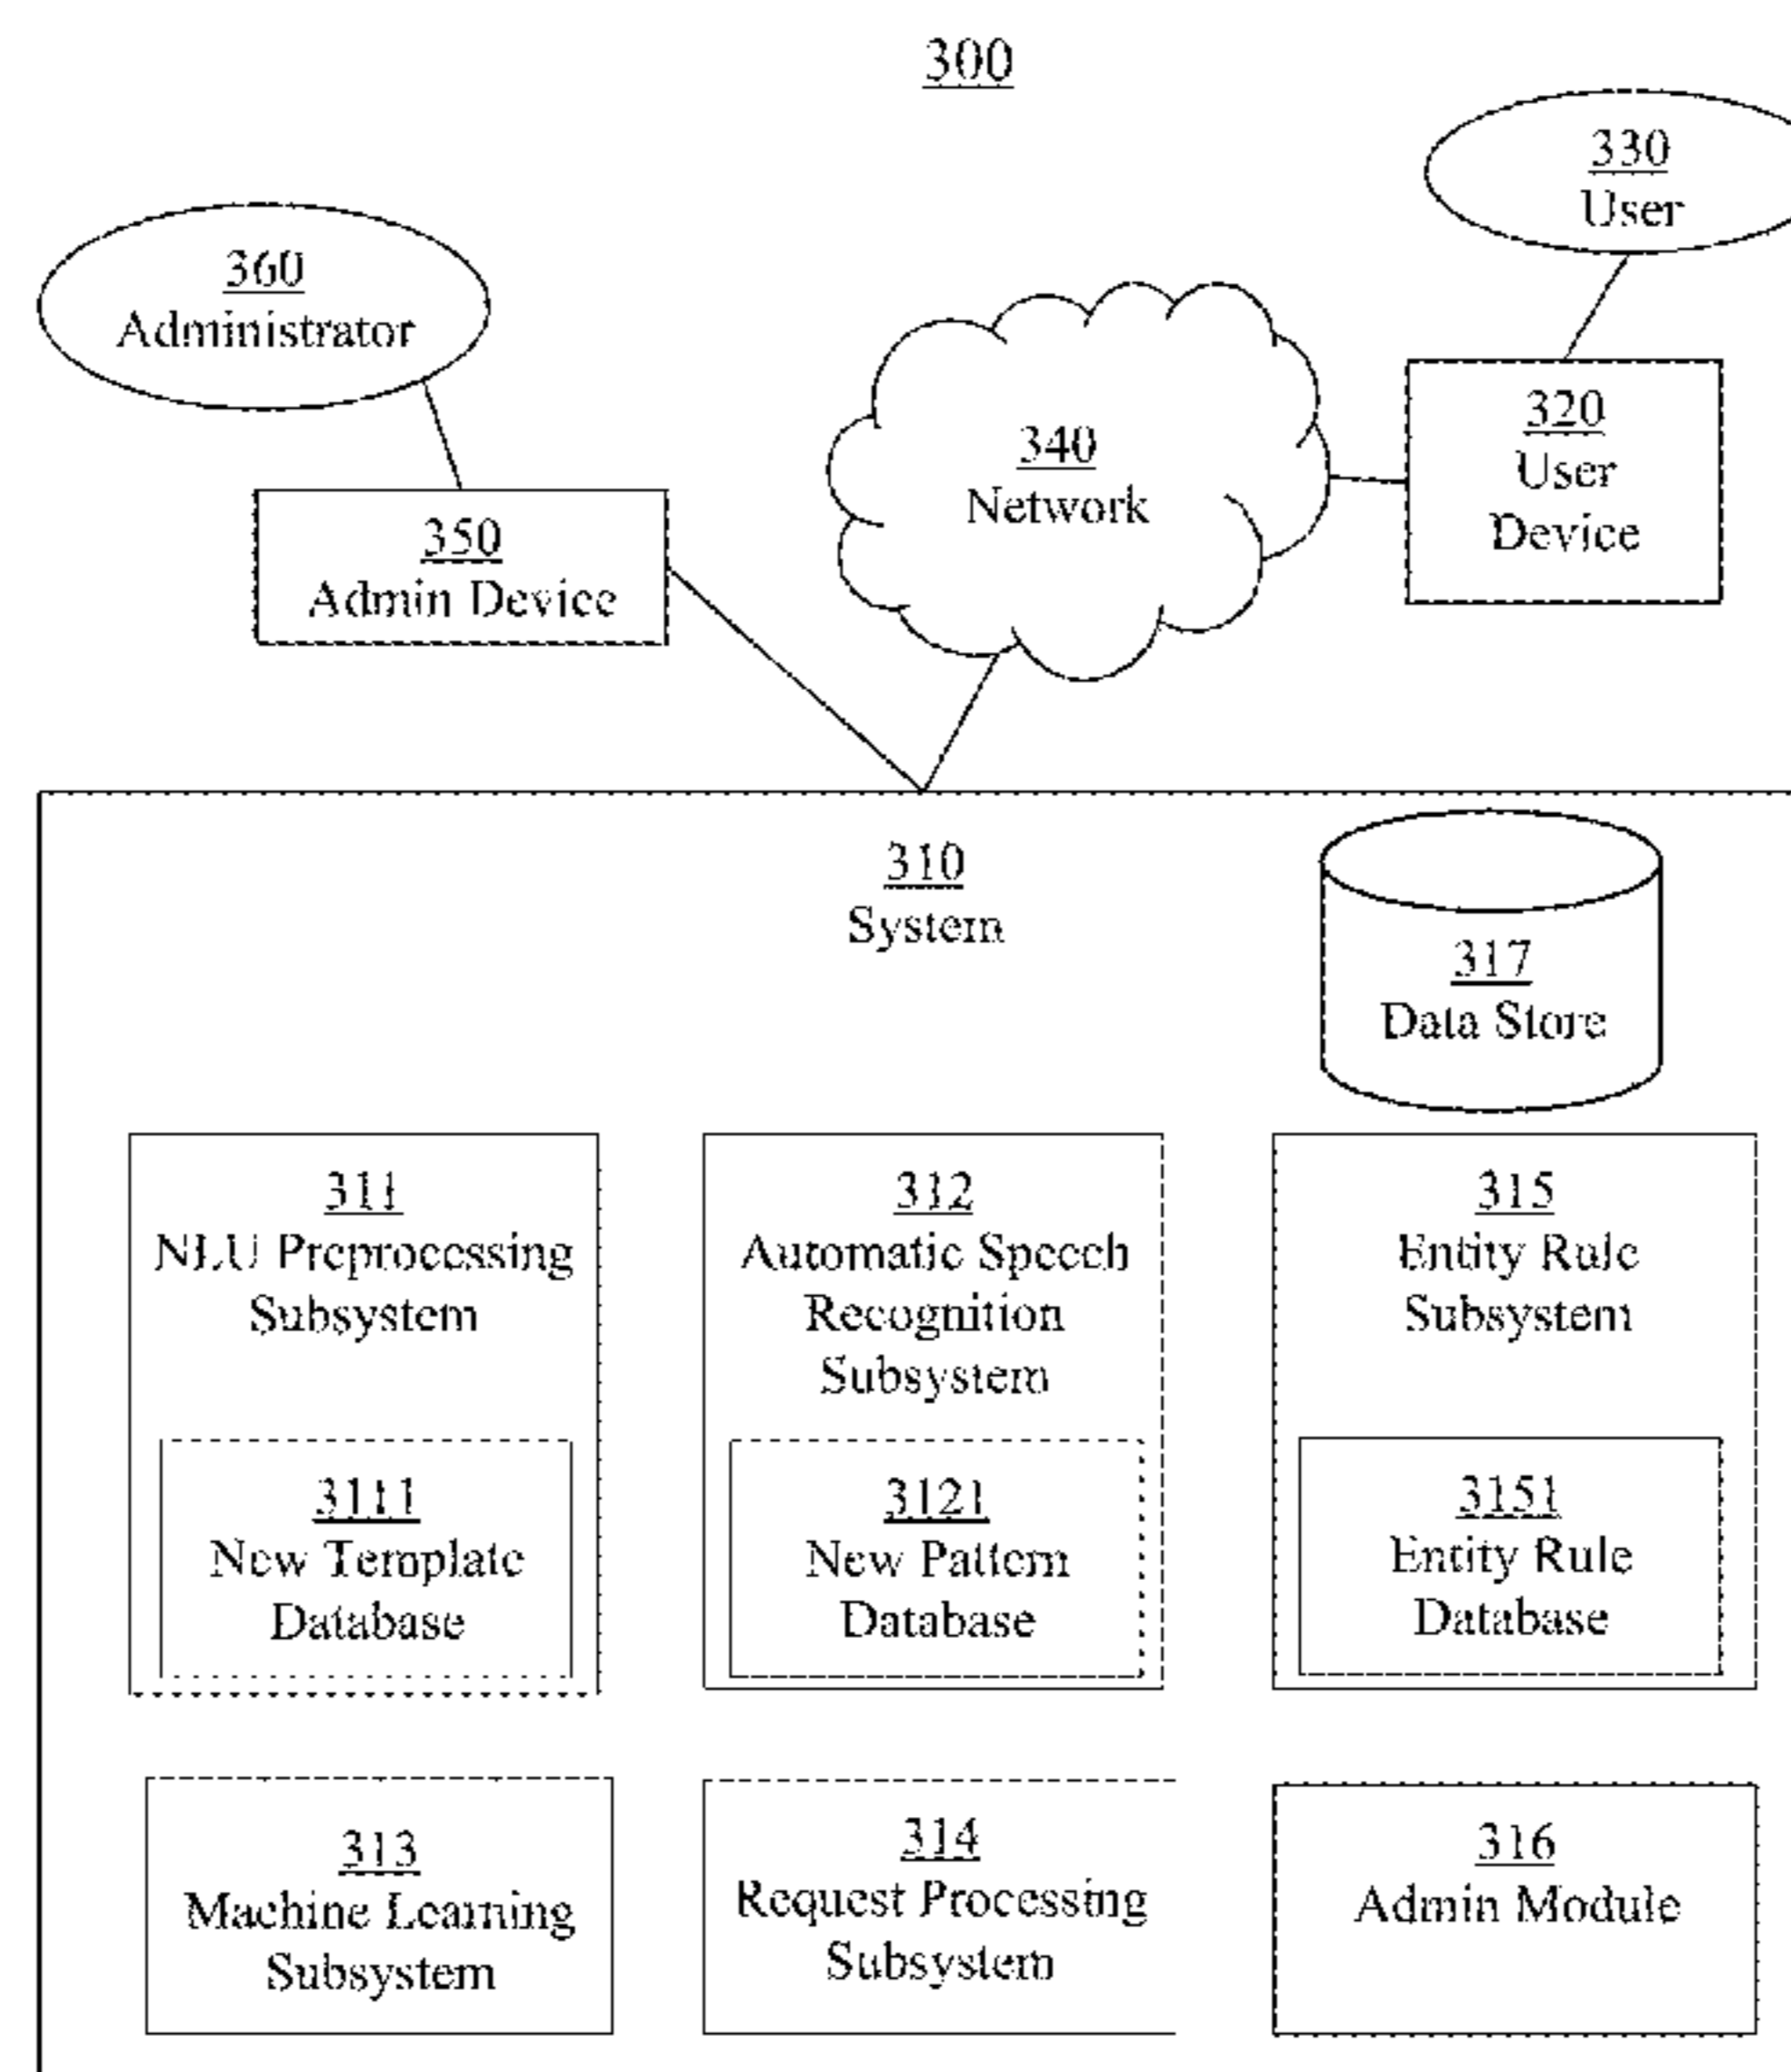 300
330
User
360
Administrator
340
Network
320
User
Device
350
Admin Device
310
System
317
Data Store
311
NLU Preprocessing
Subsystem
3111
New Template
Database
312
Automatic Speech
Recognition
Subsystem
3121
New Pattern
Database
315
Entity Rule
Subsystem
3151
Entity Rule
Database
313
Machine Learning
Subsystem
314
Request Processing
Subsystem
316
Admin Module